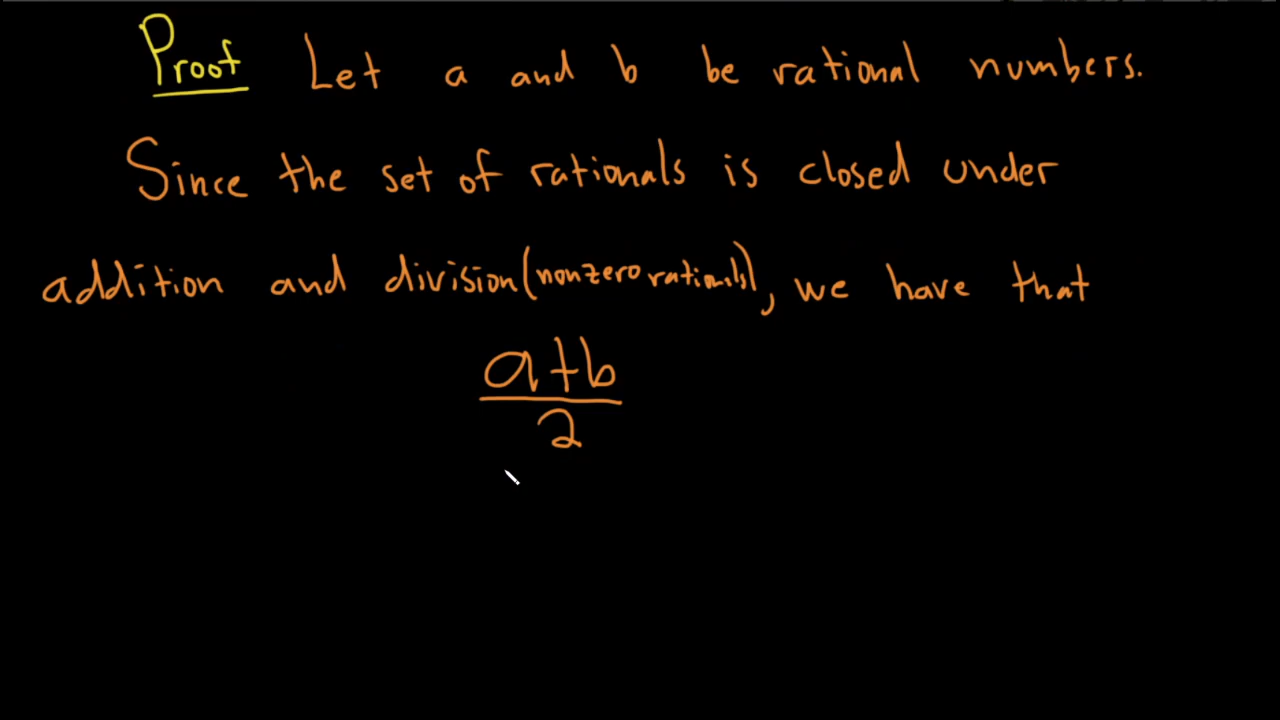 Proof Let a and b be rational numbers.
Since the set of rationals is closed under
addition and division(nonzero rationals), we have that
a+b
2